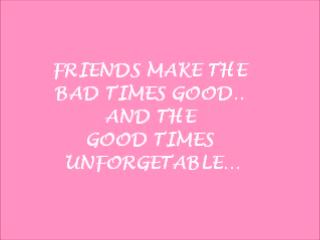 FRIENDS MAKE THE
BAD TIMES GOOD..
AND THE
GOOD TIMES
UNFORGETABLE...